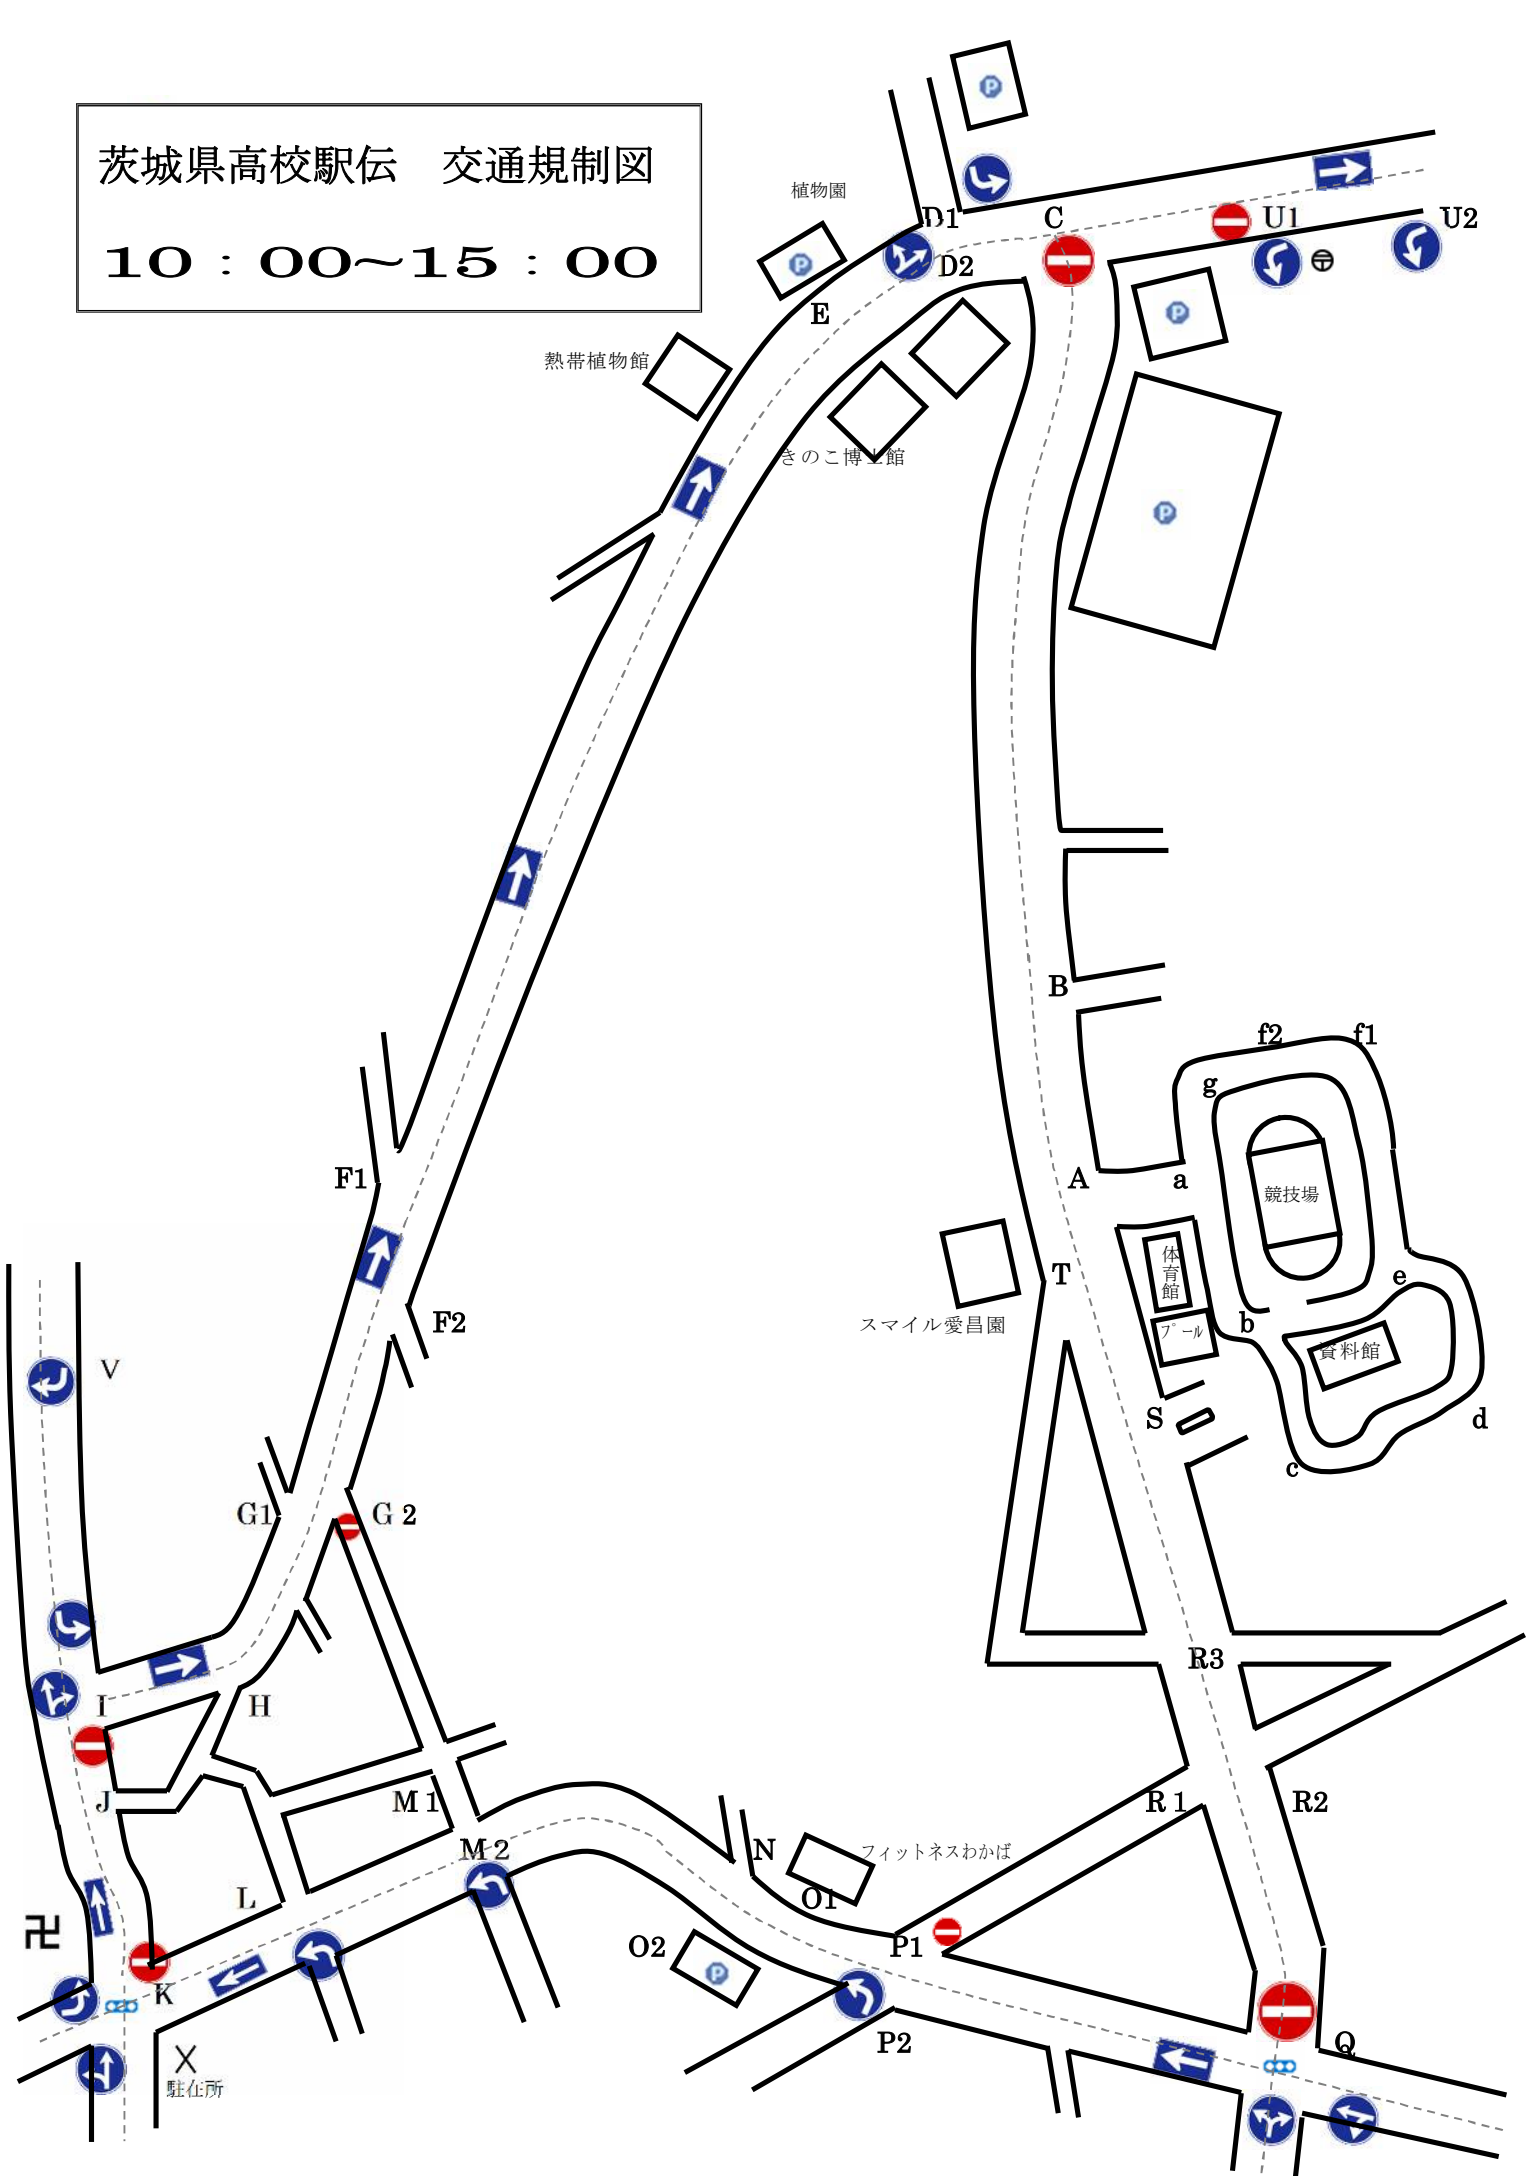 茨城県高校駅伝　交通規制図
10：00～15：00
P
植物園
D1
C
U1
U2
P
D2
〶
E
P
熱帯植物館
きのこ博士館
P
B
f2
f1
g
F1
A
a
競技場
体育館
T
e
F2
スマイル愛昌園
b
プール
資料館
V
S
d
c
G1
G 2
R3
I
H
J
M 1
R 1
R2
M 2
N
フィットネスわかば
L
O1
卍
O2
P1
P
K
P2
Q
X
駐在所